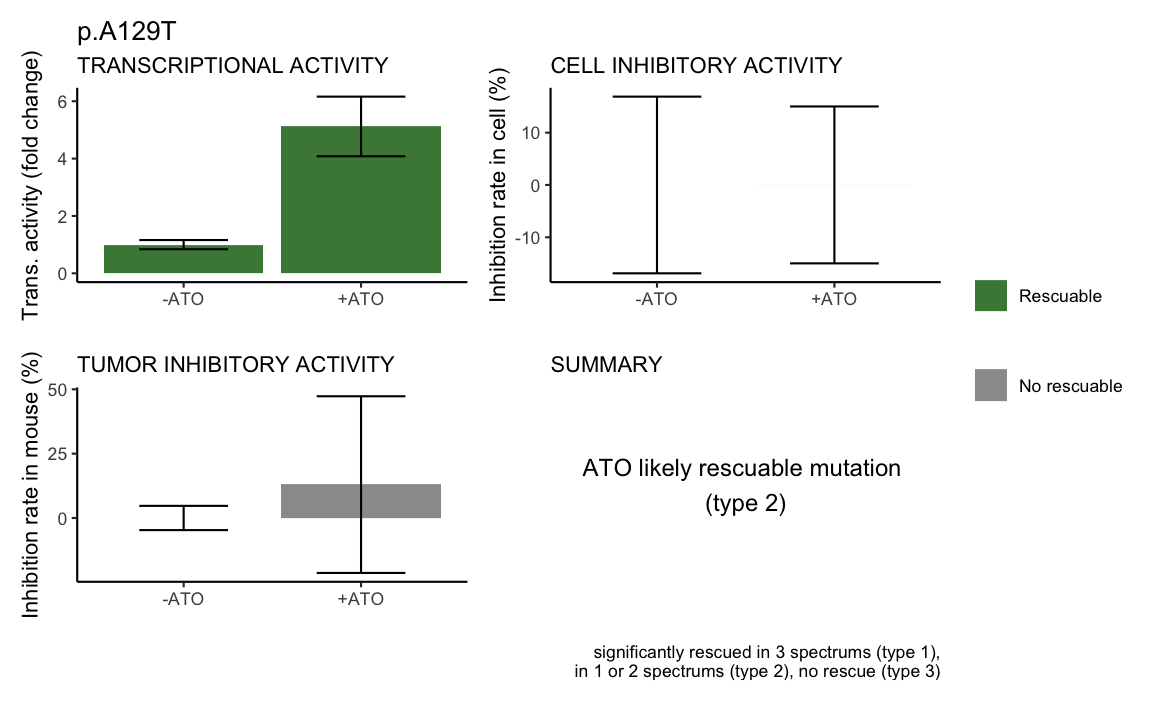 p.A129T
TRANSCRIPTIONAL ACTIVITY
Trans. activity (fold change)
6
4
2
0
-ATO
+ATO
CELL INHIBITORY ACTIVITY
Inhibition rate in cell (%)
10
0
-10
-ATO
+ATO
Rescuable
No rescuable
TUMOR INHIBITORY ACTIVITY
Inhibition rate in mouse (%)
50
25
0
-ATO
+ATO
SUMMARY
ATO likely rescuable mutation
(type 2)
significantly rescued in 3 spectrums (type 1),
in 1 or 2 spectrums (type 2), no rescue (type 3)